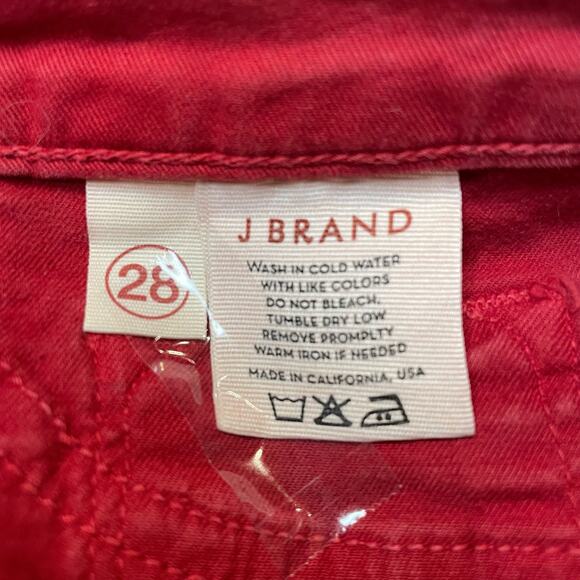 28
J BRAND
WASH IN COLD WATER
WITH LIKE COLORS
DO NOT BLEACH.
TUMBLE DRY LOW
REMOVE PROMPLTY
WARM IRON IF NEEDED
MADE IN CALIFORNIA, USA